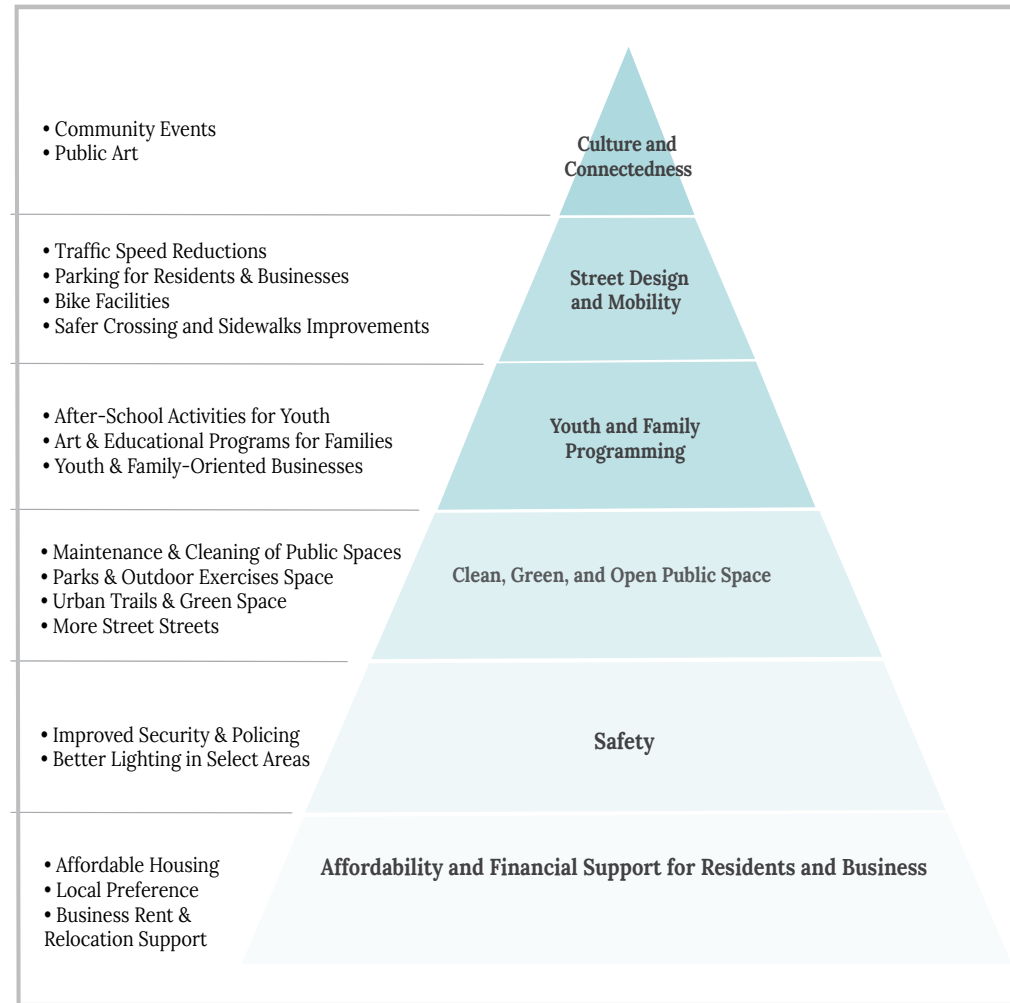 • Community Events
• Public Art
Culture and
Connectedness
• Traffic Speed Reductions
• Parking for Residents & Businesses
• Bike Facilities
• Safer Crossing and Sidewalks Improvements
Street Design
and Mobility
• After-School Activities for Youth
• Art & Educational Programs for Families
• Youth & Family-Oriented Businesses
Youth and Family
Programming
• Maintenance & Cleaning of Public Spaces
• Parks & Outdoor Exercises Space
• Urban Trails & Green Space
• More Street Streets
Clean, Green, and Open Public Space
• Improved Security & Policing
• Better Lighting in Select Areas
Safety
• Affordable Housing
• Local Preference
• Business Rent &
Relocation Support
Affordability and Financial Support for Residents and Business